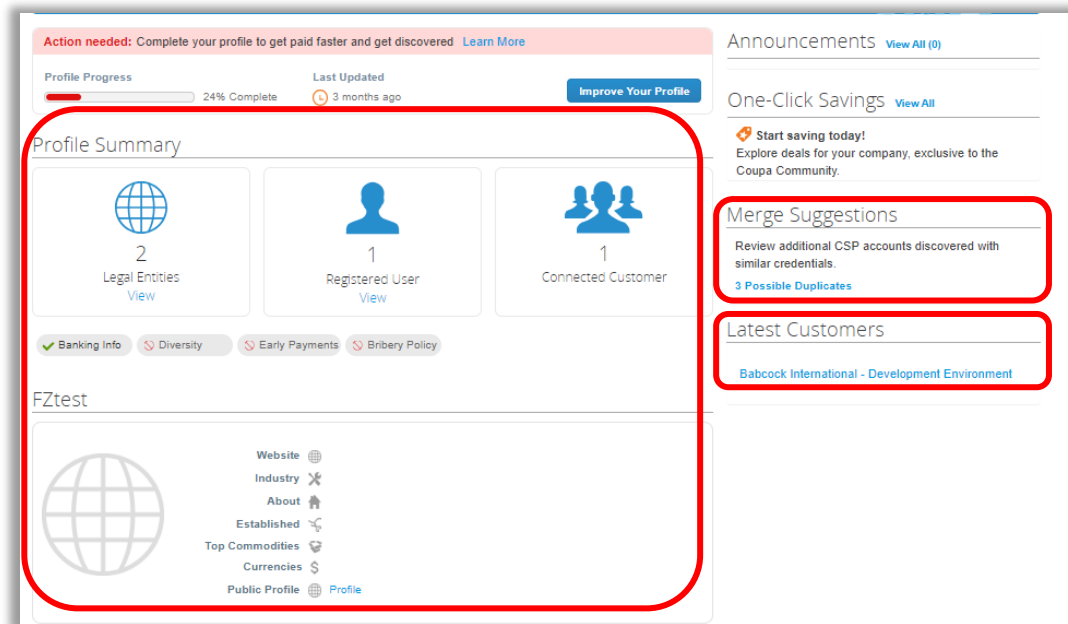 Action needed: Complete your profile to get paid faster and get discovered Learn More
Profile Progress
24% Complete
Last Updated
3 months ago
Improve Your Profile
Profile Summary
2
Legal Entities
View
1
Registered User
View
1
Connected Customer
Banking Info
Diversity
Early Payments
Bribery Policy
FZtest
Website
Industry
About
Established
Top Commodities
Currencies
$
Public Profile Profile
Announcements View All (0)
One-Click Savings View All
Start saving today!
Explore deals for your company, exclusive to the
Coupa Community.
Merge Suggestions
Review additional CSP accounts discovered with
similar credentials.
3 Possible Duplicates
Latest Customers
Babcock International - Development Environment